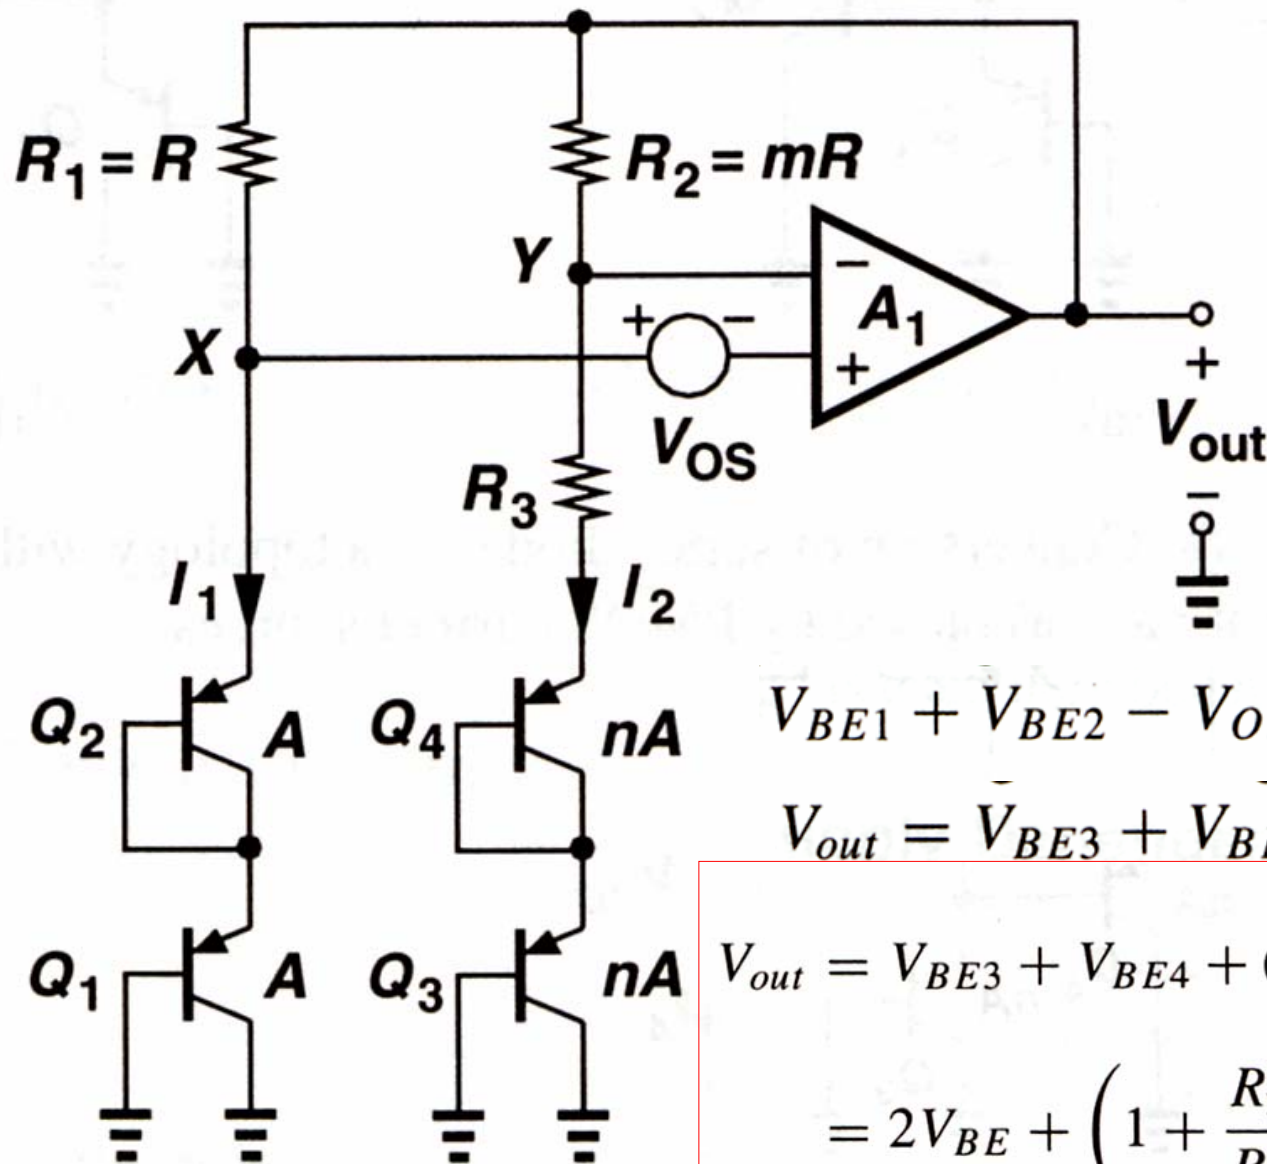 R1 = R
R2 = mR
Y
X
A1
VOS
Vout
R3
I1
I2
Q2
A
Q4
nA
Q1
A
Q3
nA
VBE1 + VBE2 − VO
Vout = VBE3 + VB
Vout = VBE3 + VBE4 + (
= 2VBE + (1 +